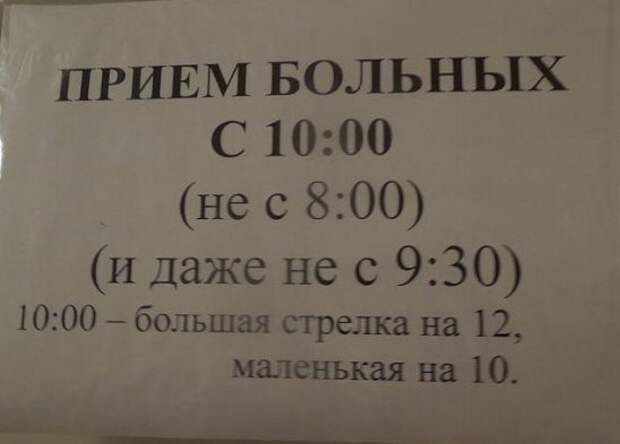 ПРИЕМ БОЛЬНЫХ
С 10:00
(не с 8:00)
(и даже не с 9:30)
10:00 – большая стрелка на 12,
маленькая на 10.